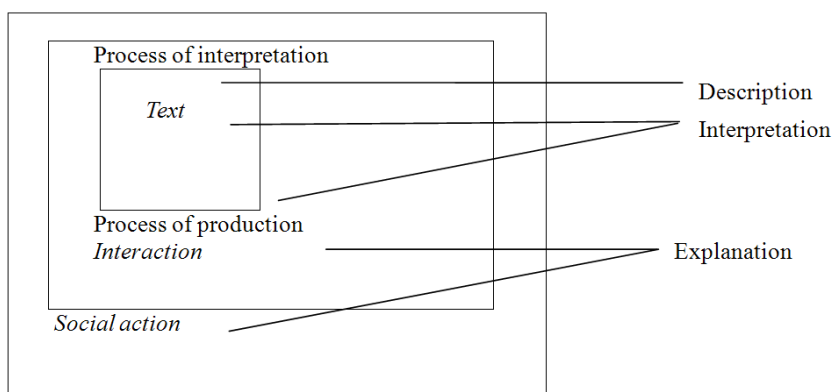 Process of interpretation
Text
Description
Interpretation
Process of production
Interaction
Explanation
Social action